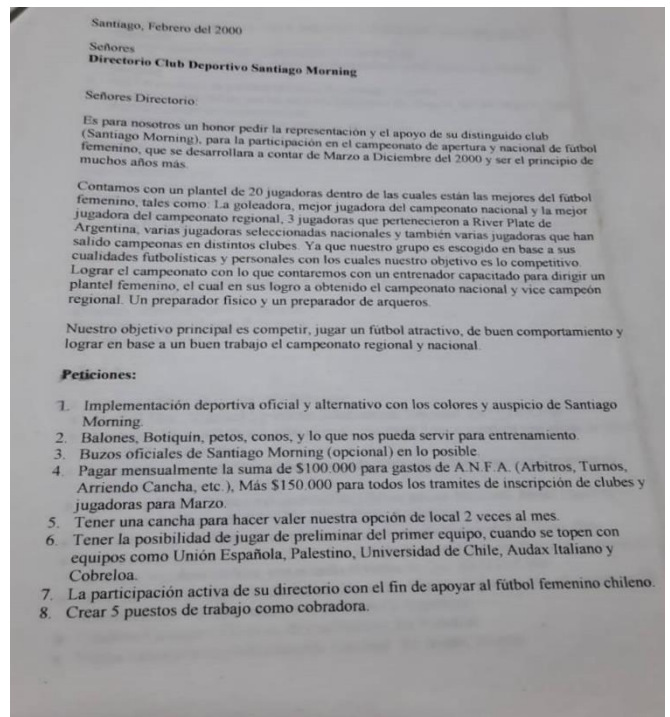 Santiago, Febrero del 2000
Señores
Directorio Club Deportivo Santiago Morning
Señores Directorio:
Es para nosotros un honor pedir la representación y el apoyo de su distinguido club
(Santiago Morning), para la participación en el campeonato de apertura y nacional de fútbol
femenino, que se desarrollara a contar de Marzo a Diciembre del 2000 y ser el principio de
muchos años más.
Contamos con un plantel de 20 jugadoras dentro de las cuales están las mejores del fútbol
femenino, tales como: La goleadora, mejor jugadora del campeonato nacional y la mejor
jugadora del campeonato regional, 3 jugadoras que pertenecieron a River Plate de
Argentina, varias jugadoras seleccionadas nacionales y también varias jugadoras que han
salido campeonas en distintos clubes. Ya que nuestro grupo es escogido en base a sus
cualidades futbolísticas y personales con los cuales nuestro objetivo es lo competitivo.
Lograr el campeonato con lo que contaremos con un entrenador capacitado para dirigir un
plantel femenino, el cual en sus logro a obtenido el campeonato nacional y vice campeón
regional. Un preparador físico y un preparador de arqueros.
Nuestro objetivo principal es competir, jugar un fútbol atractivo, de buen comportamiento y
lograr en base a un buen trabajo el campeonato regional y nacional.
Peticiones:
1. Implementación deportiva oficial y alternativo con los colores y auspicio de Santiago
Morning.
2. Balones, Botiquín, petos, conos, y lo que nos pueda servir para entrenamiento.
3. Buzos oficiales de Santiago Morning (opcional) en lo posible.
4. Pagar mensualmente la suma de $100.000 para gastos de A.N.F.A. (Arbitros, Turnos,
Arriendo Cancha, etc.), Más $150.000 para todos los tramites de inscripción de clubes y
jugadoras para Marzo.
5. Tener una cancha para hacer valer nuestra opción de local 2 veces al mes.
6. Tener la posibilidad de jugar de preliminar del primer equipo, cuando se topen con
equipos como Unión Española, Palestino, Universidad de Chile, Audax Italiano y
Cobreloa.
7. La participación activa de su directorio con el fin de apoyar al fútbol femenino chileno.
8. Crear 5 puestos de trabajo como cobradora.